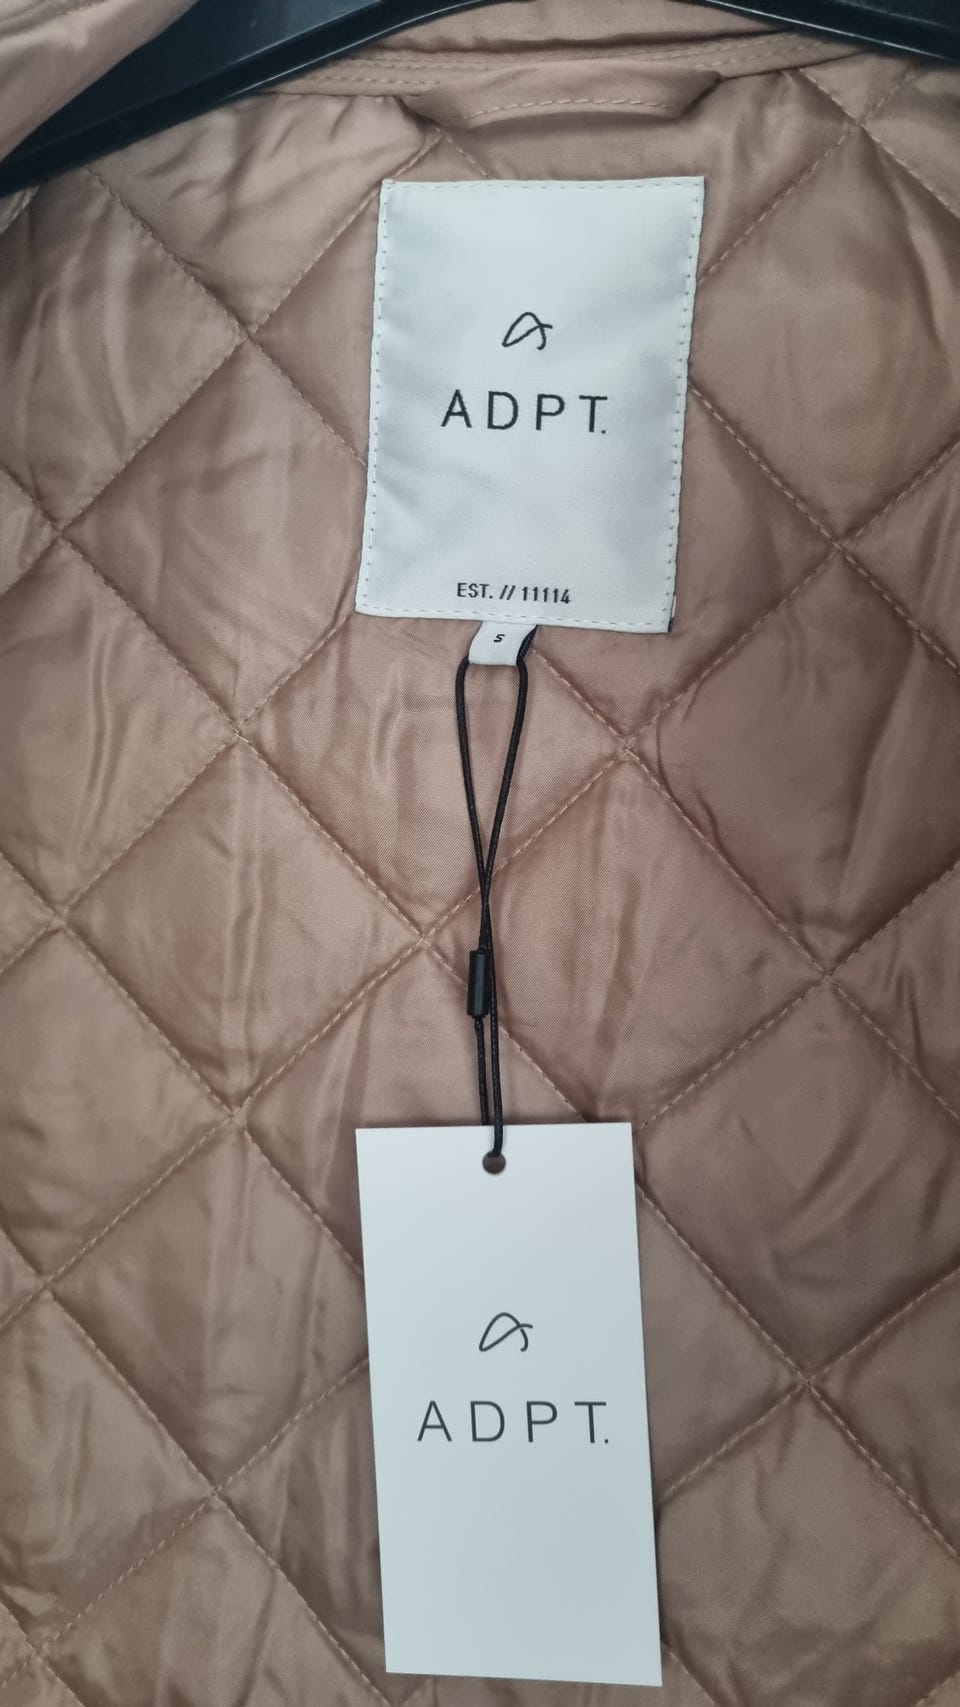 ADPT.
EST. // 11114
S
ADPT.